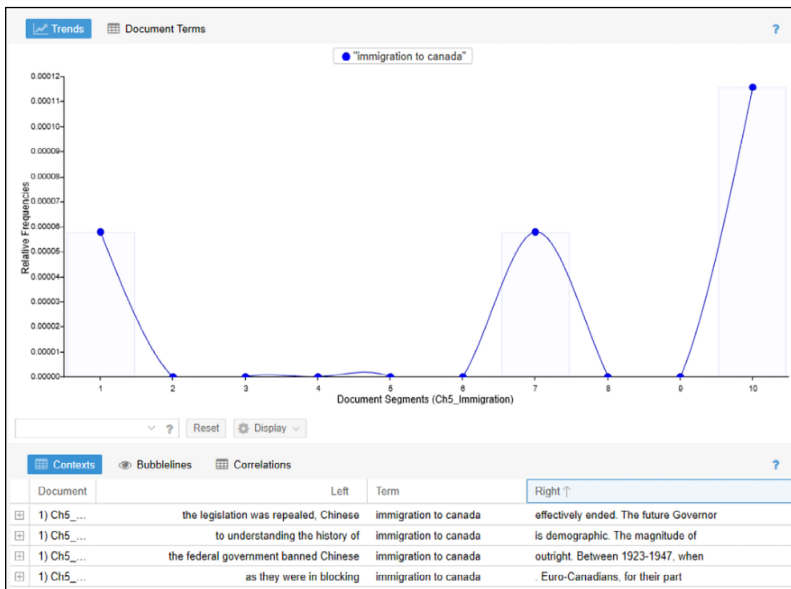 Trends Document Terms ?
"immigration to canada"
0.00012
0.00011
0.00010
0.00009
0.00008
0.00007
0.00006
0.00005
0.00004
0.00003
0.00002
0.00001
0.00000
Relative Frequencies
1 2 3 4 5 6 7 8 9 10
Document Segments (Ch5_Immigration)
? Reset Display
Contexts Bubblelines Correlations ?
Document Left Term Right ↑
1) Ch5_... the legislation was repealed, Chinese immigration to canada effectively ended. The future Governor
1) Ch5_... to understanding the history of immigration to canada is demographic. The magnitude of
1) Ch5_... the federal government banned Chinese immigration to canada outright. Between 1923-1947, when
1) Ch5_... as they were in blocking immigration to canada . Euro-Canadians, for their part